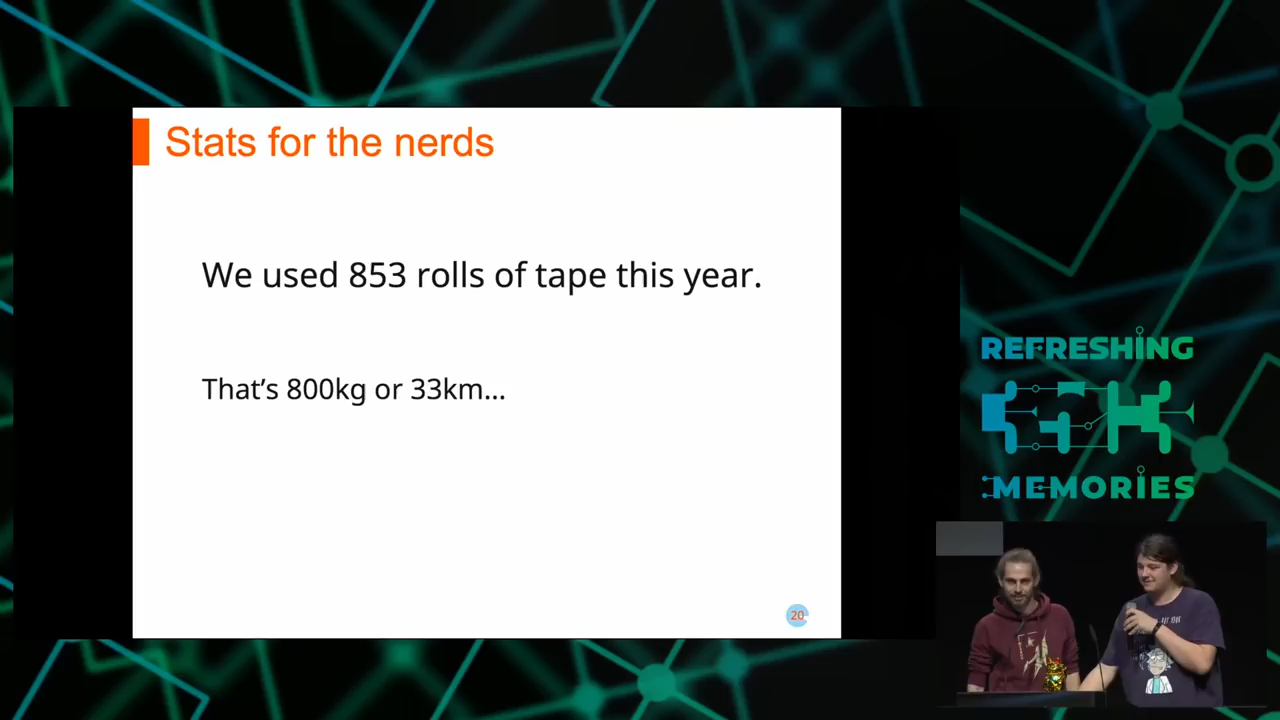 Stats for the nerds
We used 853 rolls of tape this year.
That's 800kg or 33km...
20
REFRESHING
MEMORIES